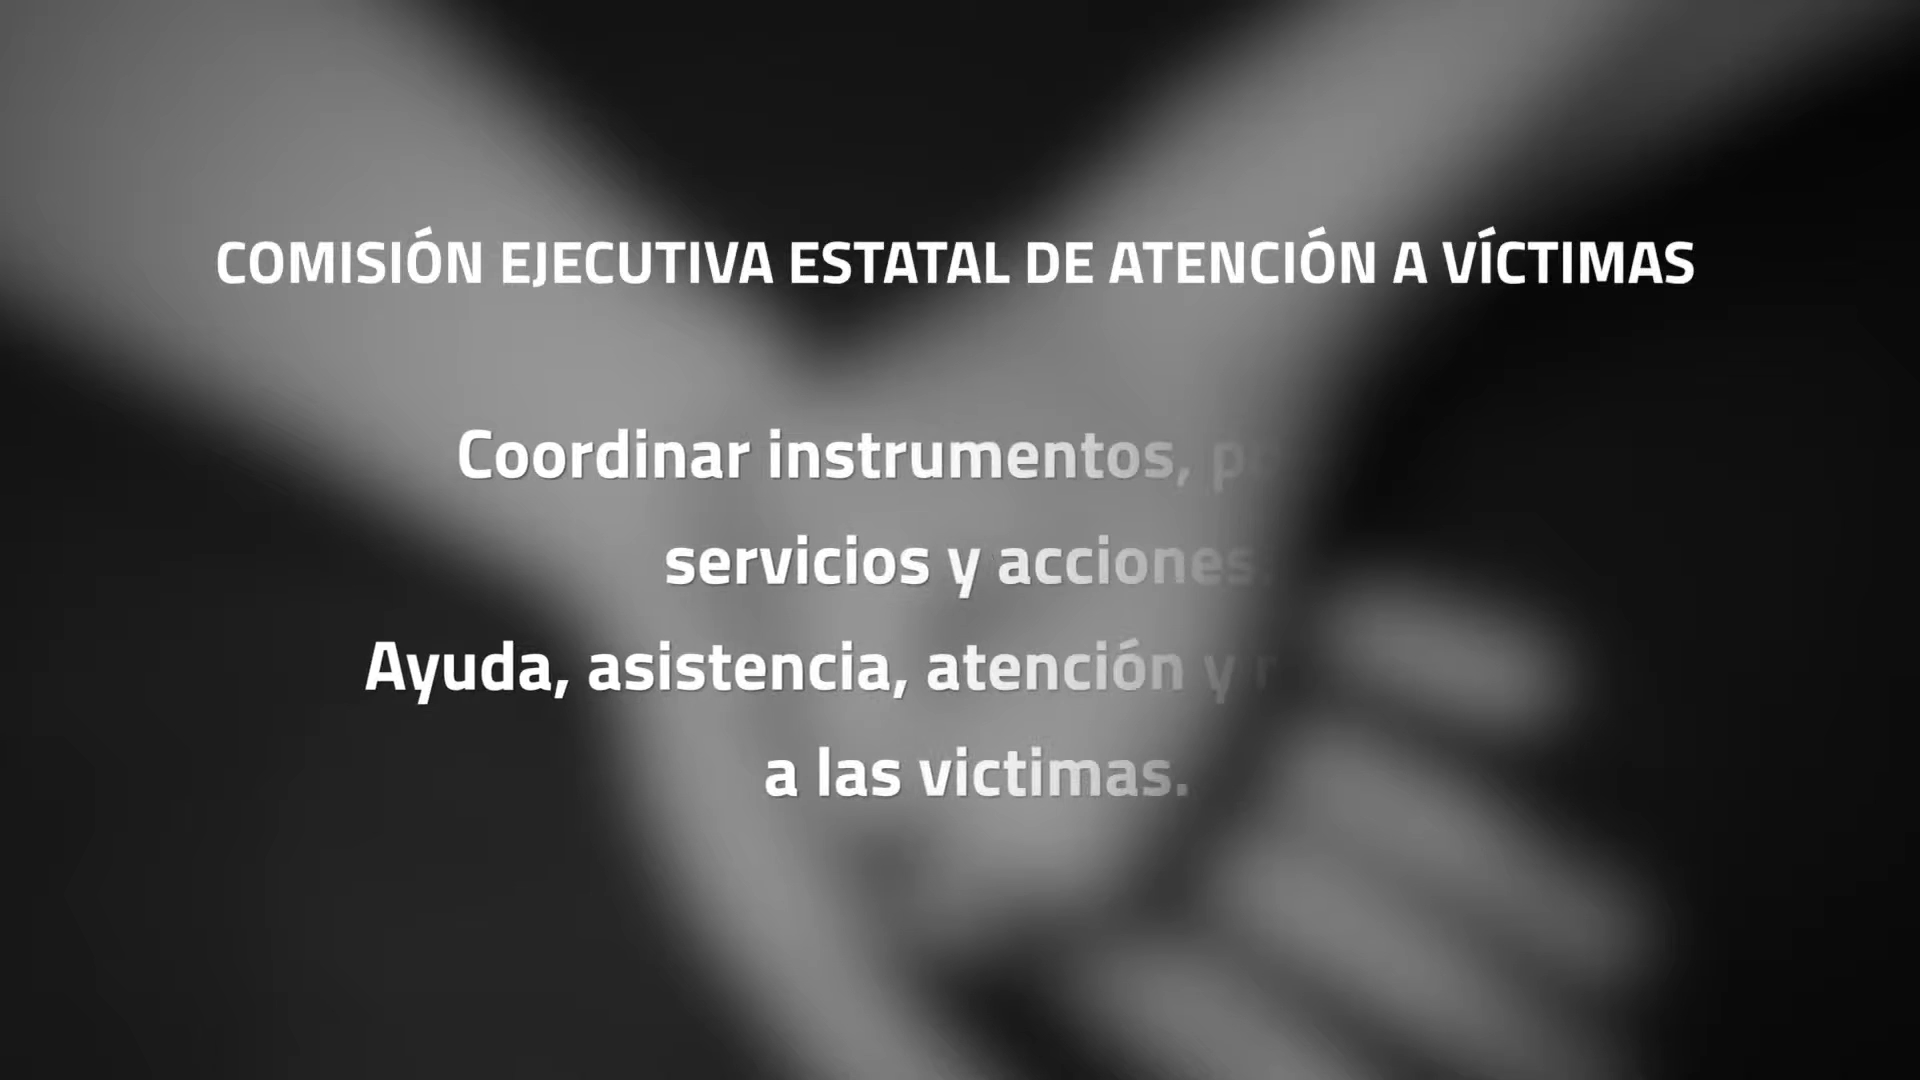 COMISIÓN EJECUTIVA ESTATAL DE ATENCIÓN A VÍCTIMAS
Coordinar instrumentos,
servicios y acciones.
Ayuda, asistencia, atención y
a las victimas.